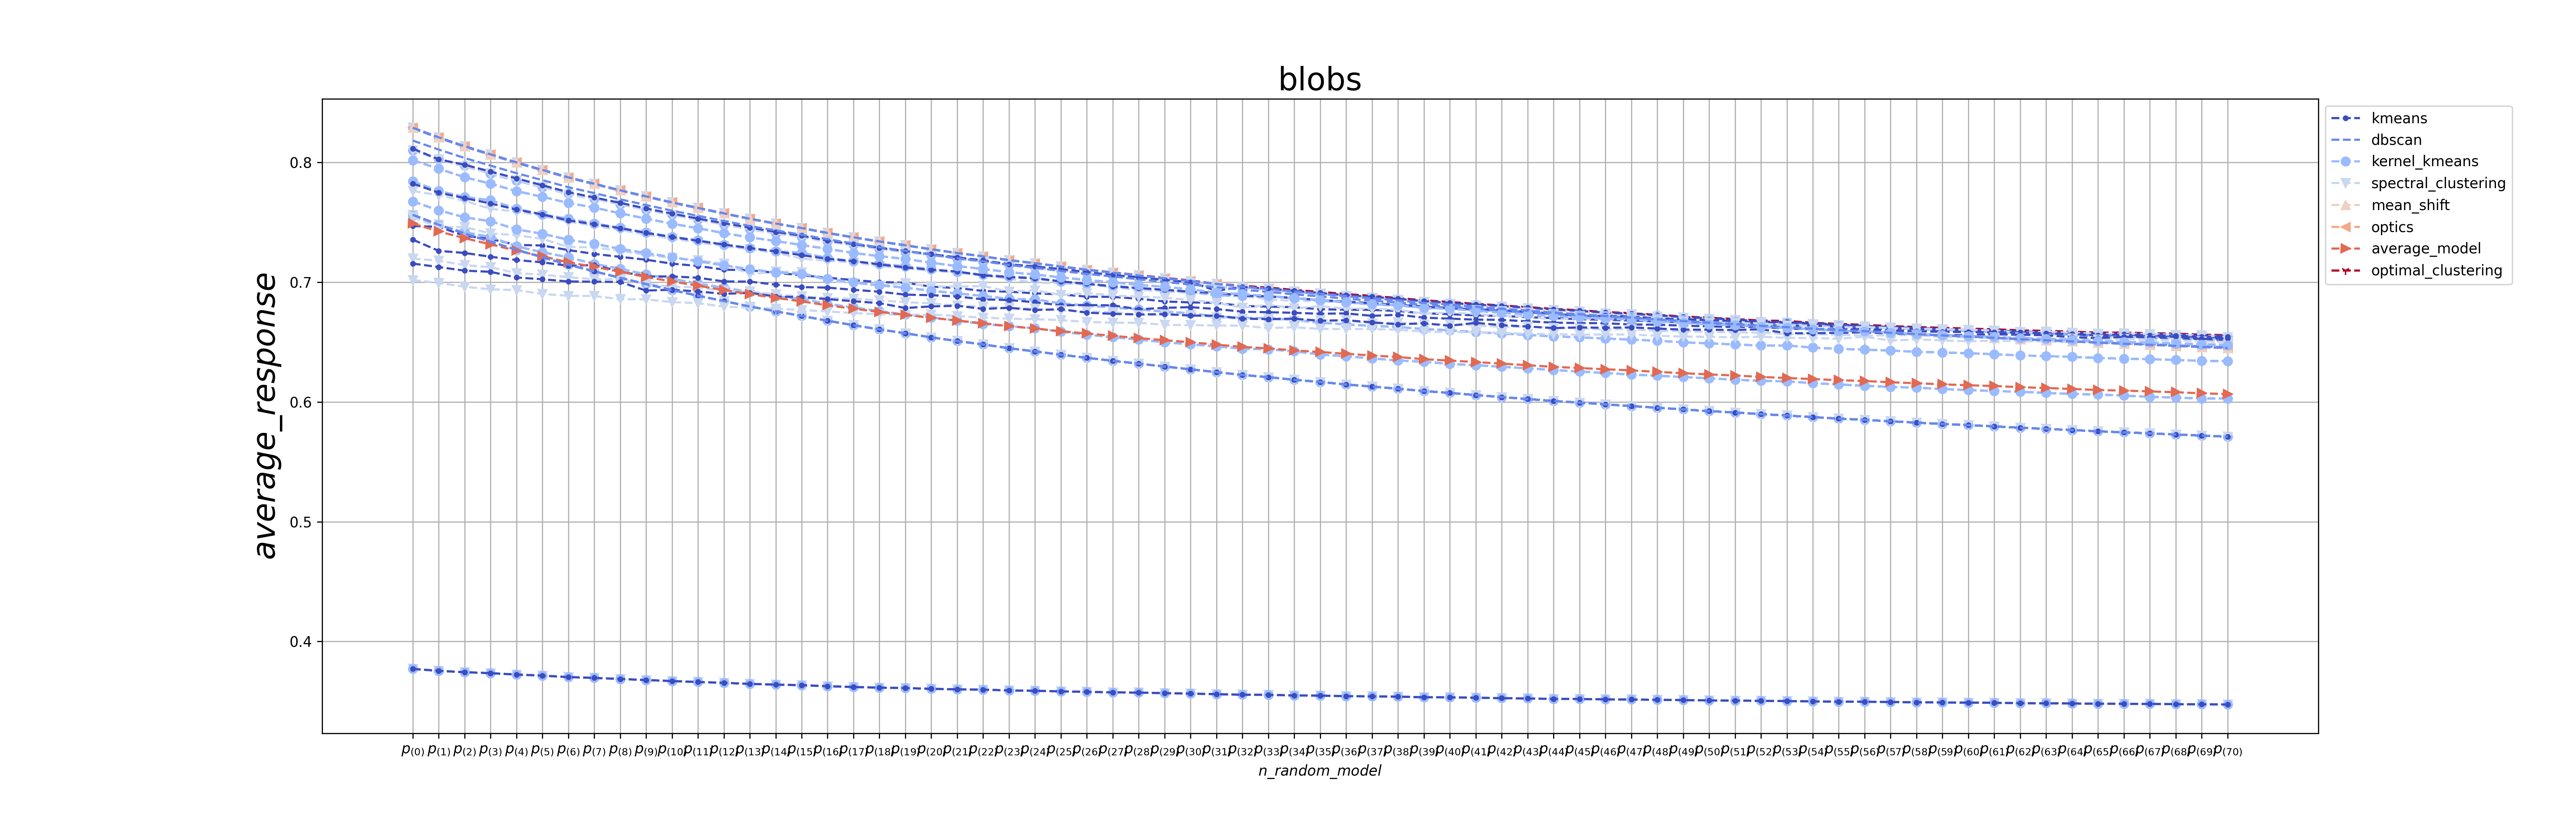 blobs
average_response
0.8
0.7
0.6
0.5
0.4
p(0) p(1) p(2) p(3) p(4) p(5) p(6) p(7) p(8) p(9) p(10) p(11) p(12) p(13) p(14) p(15) p(16) p(17) p(18) p(19) p(20) p(21) p(22) p(23) p(24) p(25) p(26) p(27) p(28) p(29) p(30) p(31) p(32) p(33) p(34) p(35) p(36) p(37) p(38) p(39) p(40) p(41) p(42) p(43) p(44) p(45) p(46) p(47) p(48) p(49) p(50) p(51) p(52) p(53) p(54) p(55) p(56) p(57) p(58) p(59) p(60) p(61) p(62) p(63) p(64) p(65) p(66) p(67) p(68) p(69) p(70)
n_random_model
kmeans
dbscan
kernel_kmeans
spectral_clustering
mean_shift
optics
average_model
optimal_clustering